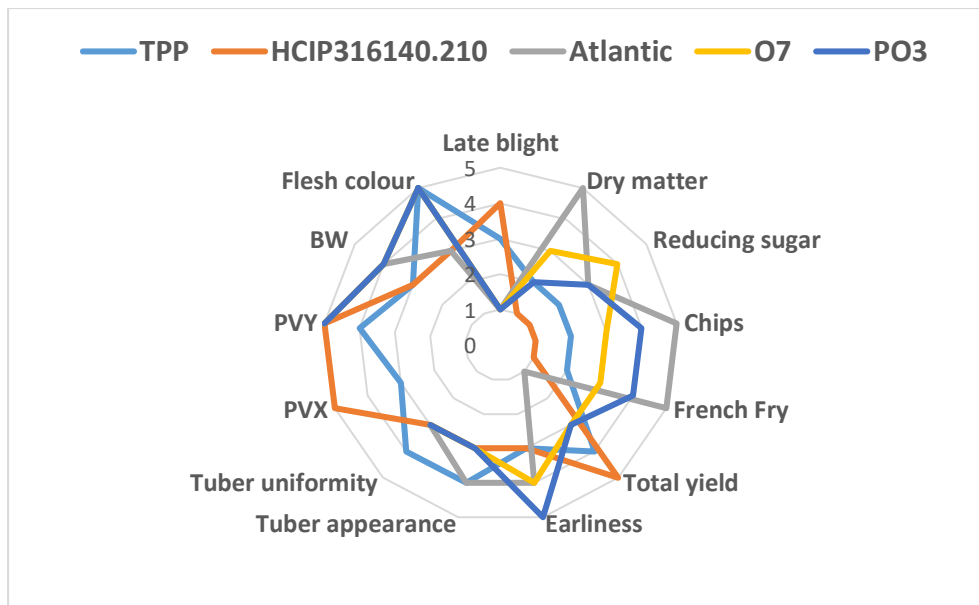 TPP HCIP316140.210 Atlantic O7 PO3
Late blight
5
Flesh colour Dry matter
4
BW 3 Reducing sugar
2
PVY 1 Chips
0
PVX French Fry
Tuber uniformity Total yield
Tuber appearance Earliness